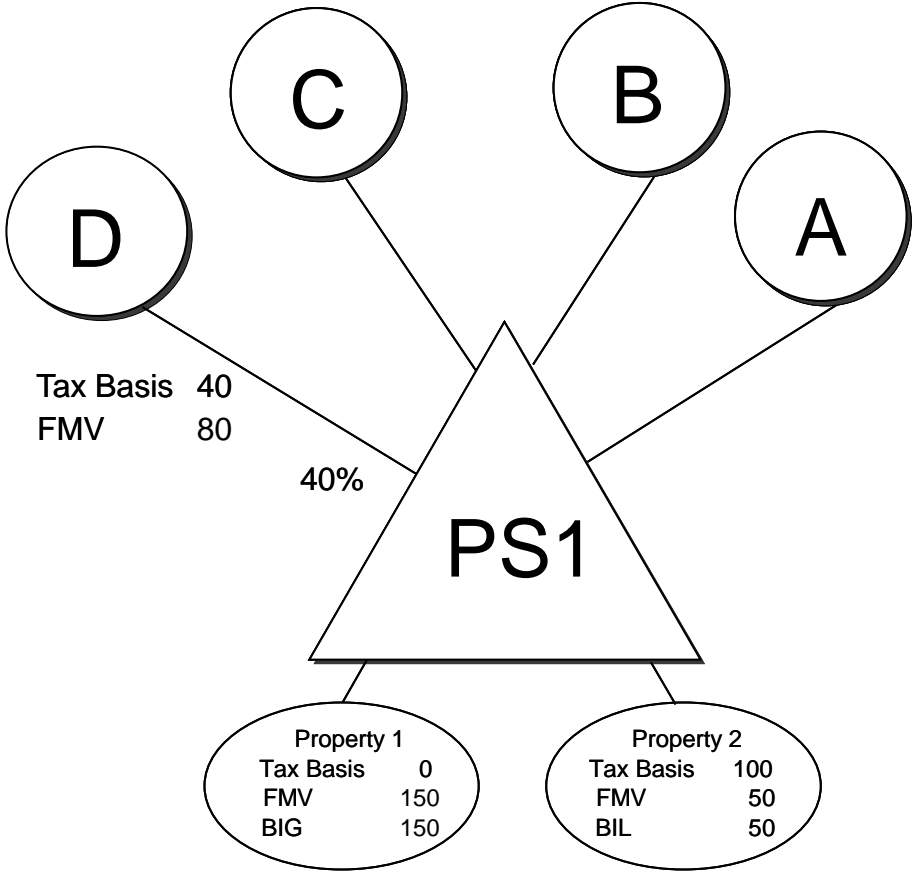 C
B
D
A
Tax Basis 40
FMV 80
40%
PS1
Property 1
Tax Basis 0
FMV 150
BIG 150
Property 2
Tax Basis 100
FMV 50
BIL 50